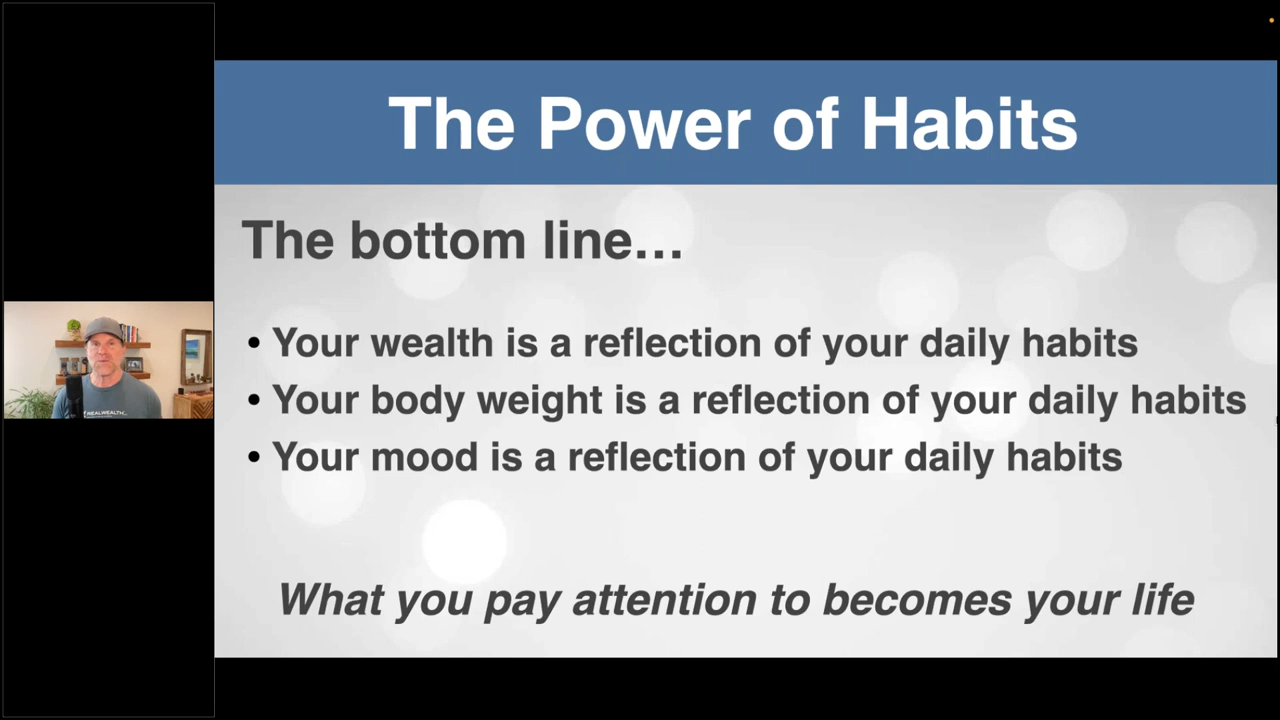 The Power of Habits
The bottom line…
• Your wealth is a reflection of your daily habits
• Your body weight is a reflection of your daily habits
• Your mood is a reflection of your daily habits
What you pay attention to becomes your life
REALWEALTH